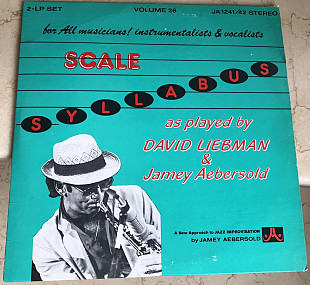 2-LP SET VOLUME 26 JA1241/42 STEREO
for All musicians! instrumentalists & vocalists
SCALE
SYLLABUS
as played by
DAVID LIEBMAN
&
Jamey Aebersold
A New Approach to JAZZ IMPROVISATION
by JAMEY AEBERSOLD